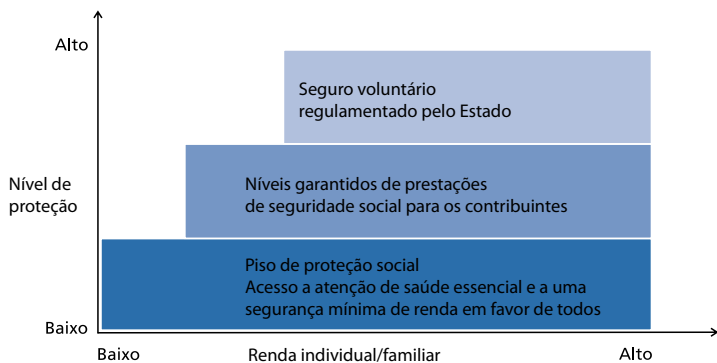 Alto
Seguro voluntário
regulamentado pelo Estado
Nível de
proteção
Níveis garantidos de prestações
de seguridade social para os contribuintes
Piso de proteção social
Acesso a atenção de saúde essencial e a uma
segurança mínima de renda em favor de todos
Baixo
Baixo
Renda individual/familiar
Alto